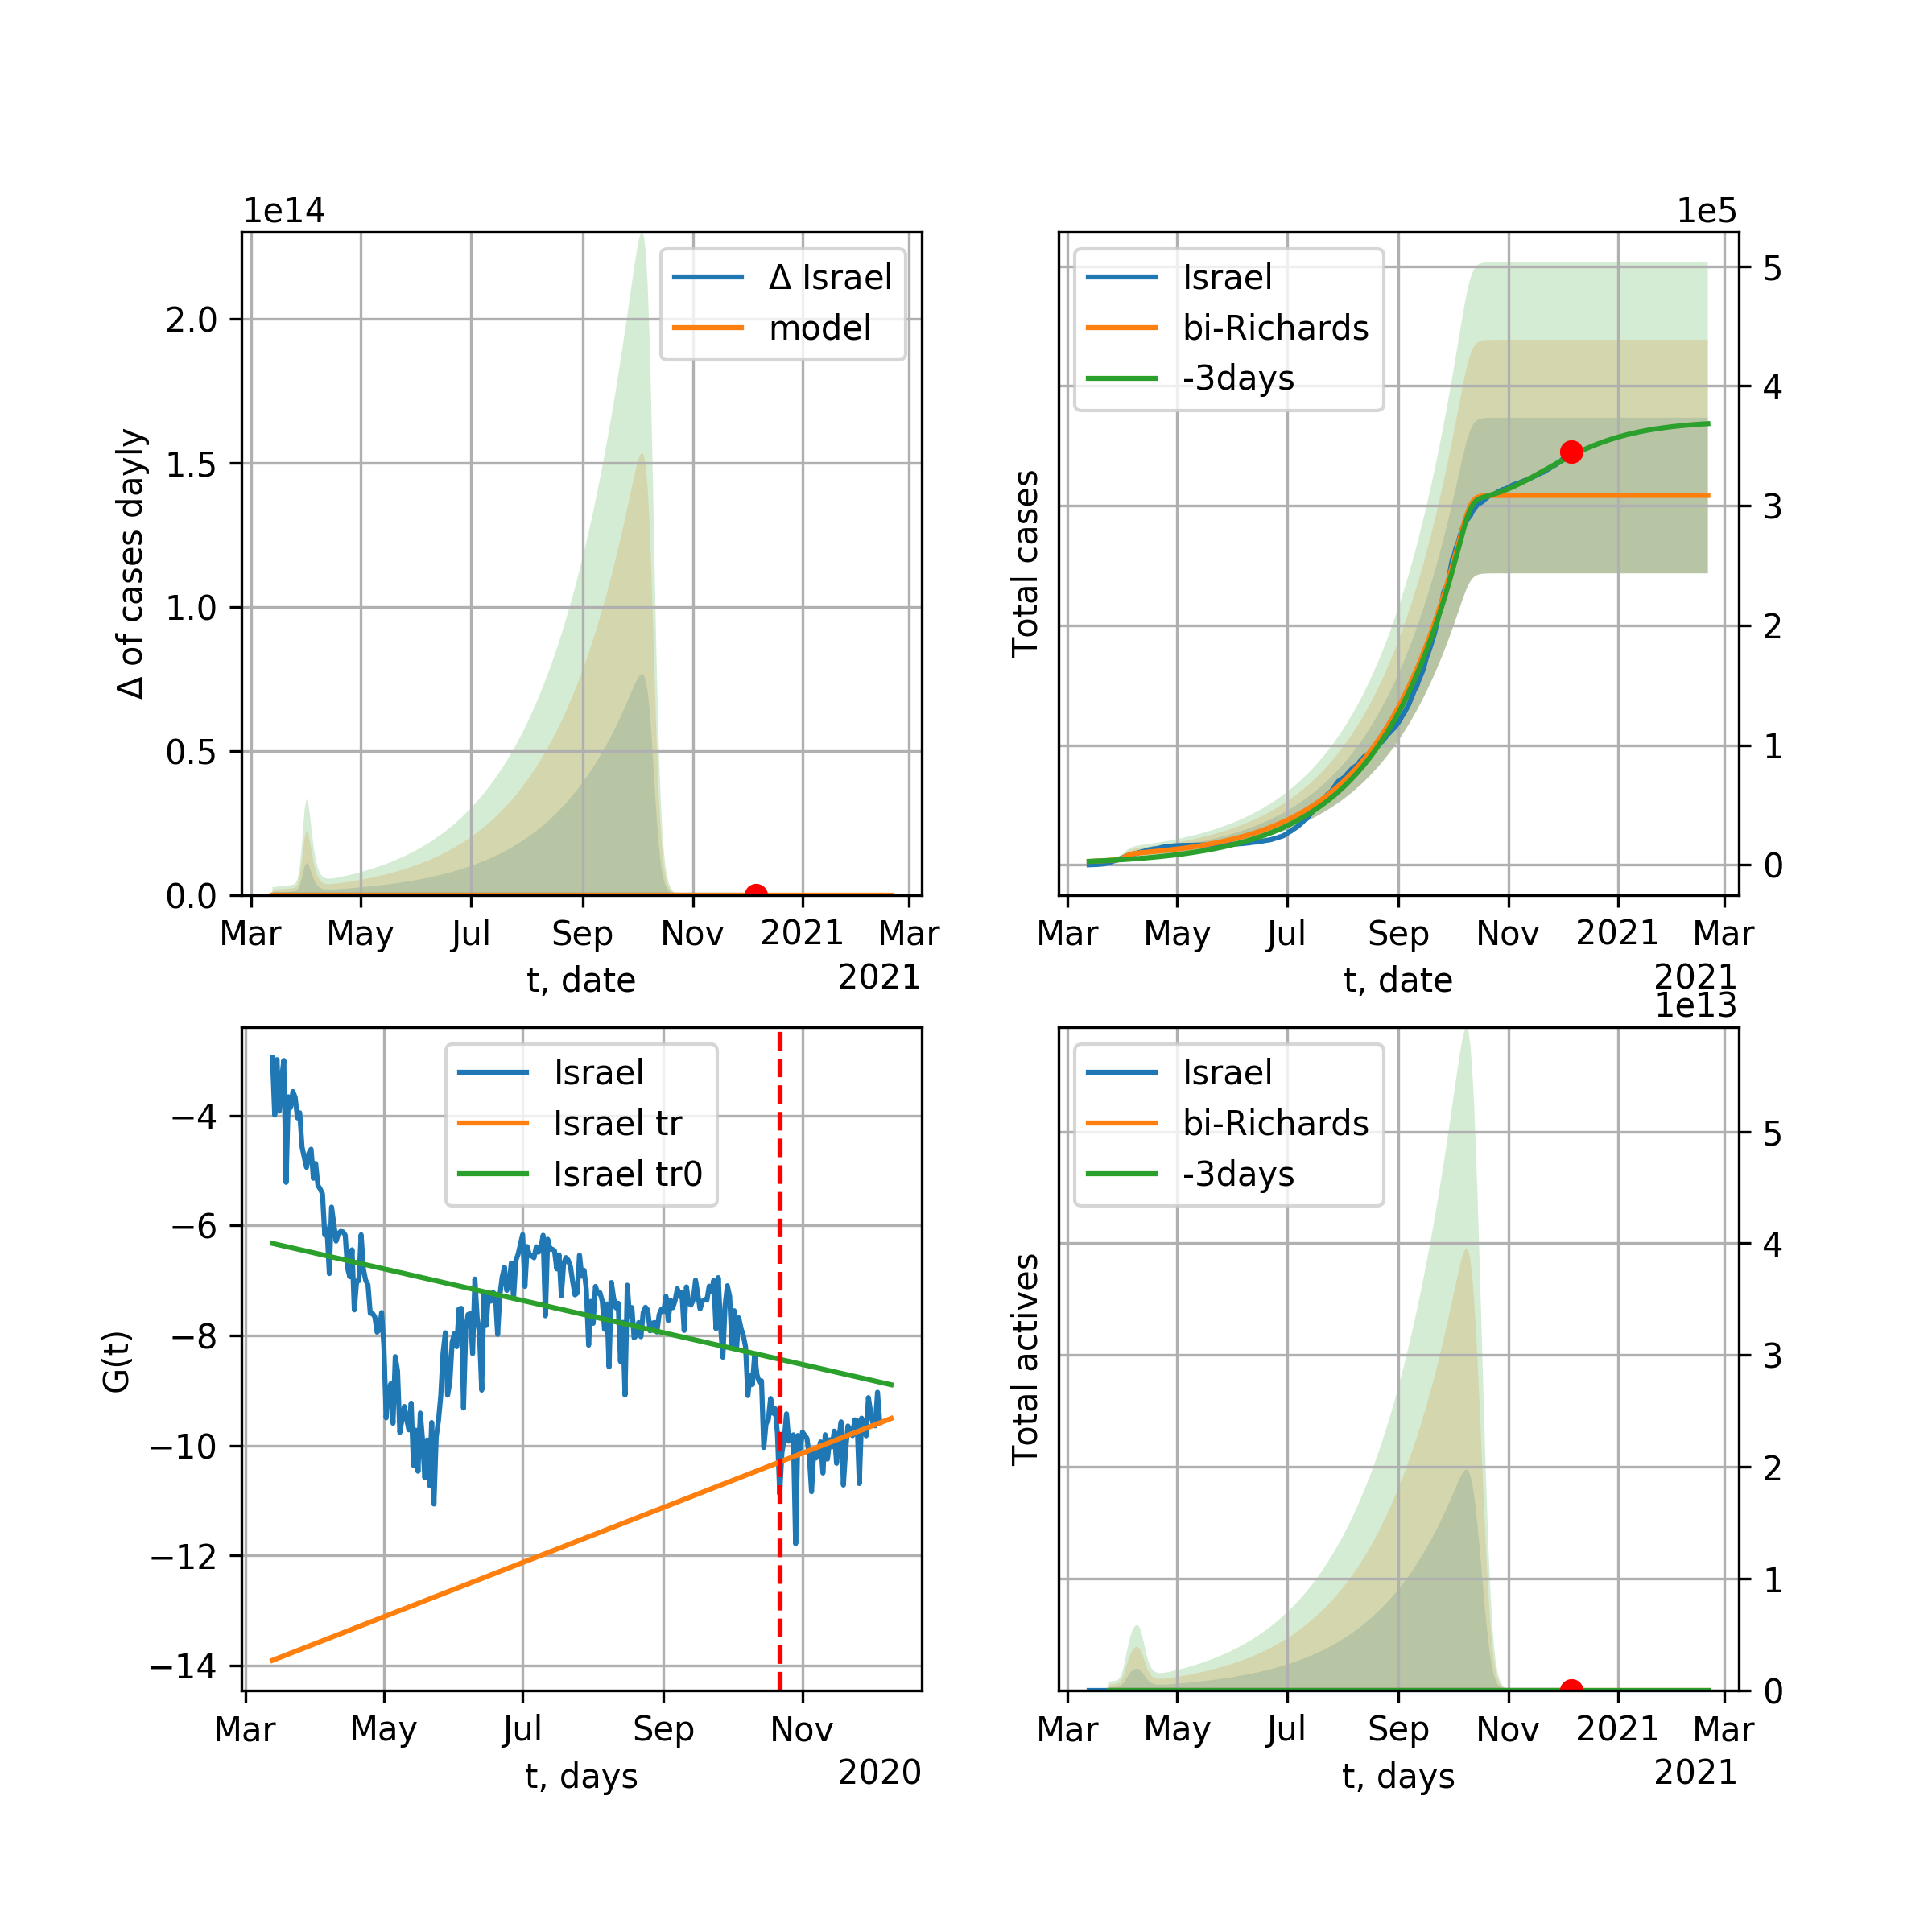 1e14
Δ Israel
model
2.0
1.5
1.0
0.5
0.0
Δ of cases dayly
Mar May Jul Sep Nov 2021 Mar
t, date
2021
1e5
Israel
bi-Richards
-3days
5
4
3
2
1
0
Total cases
Mar May Jul Sep Nov 2021 Mar
t, date
2021
Israel
Israel tr
Israel tr0
−4
−6
−8
−10
−12
−14
G(t)
Mar May Jul Sep Nov
t, days
2020
1e13
Israel
bi-Richards
-3days
5
4
3
2
1
0
Total actives
Mar May Jul Sep Nov 2021 Mar
t, days
2021